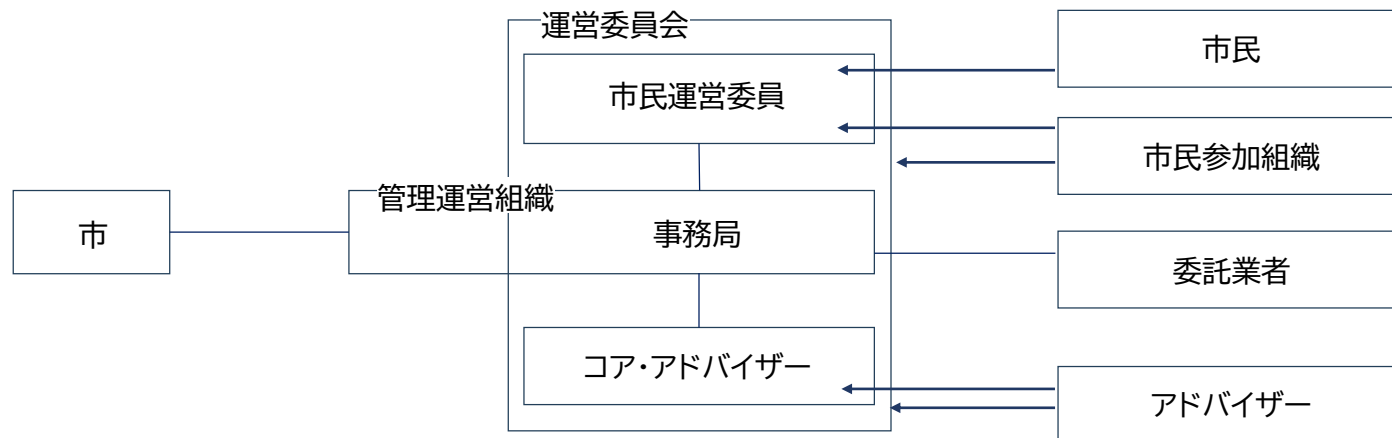 運営委員会
市民
市民運営委員
市民参加組織
管理運営組織
市
事務局
委託業者
コア・アドバイザー
アドバイザー